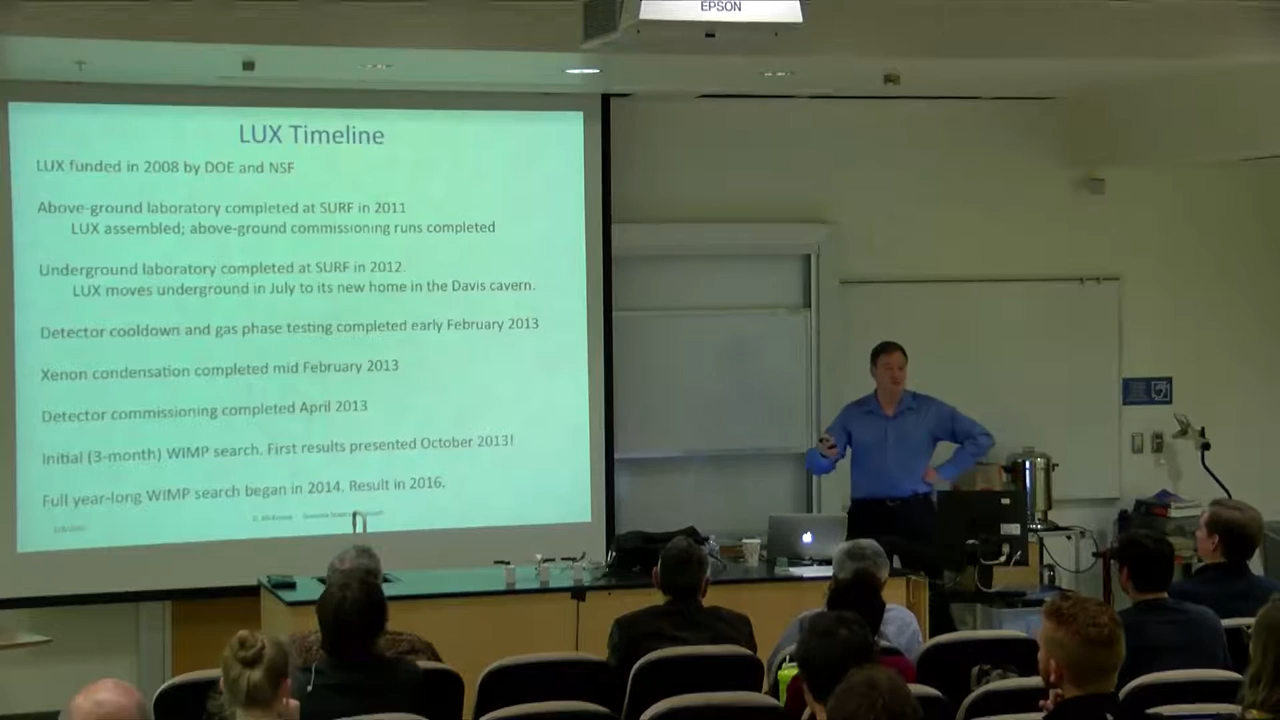 EPSON
LUX Timeline
LUX funded in 2008 by DOE and NSF
Above-ground laboratory completed at SURF in 2011
LUX assembled; above-ground commissioning runs completed
Underground laboratory completed at SURF in 2012.
LUX moves underground in July to its new home in the Davis cavern.
Detector cooldown and gas phase testing completed early February 2013
Xenon condensation completed mid February 2013
Detector commissioning completed April 2013
Initial (3-month) WIMP search. First results presented October 2013!
Full year-long WIMP search began in 2014. Result in 2016.